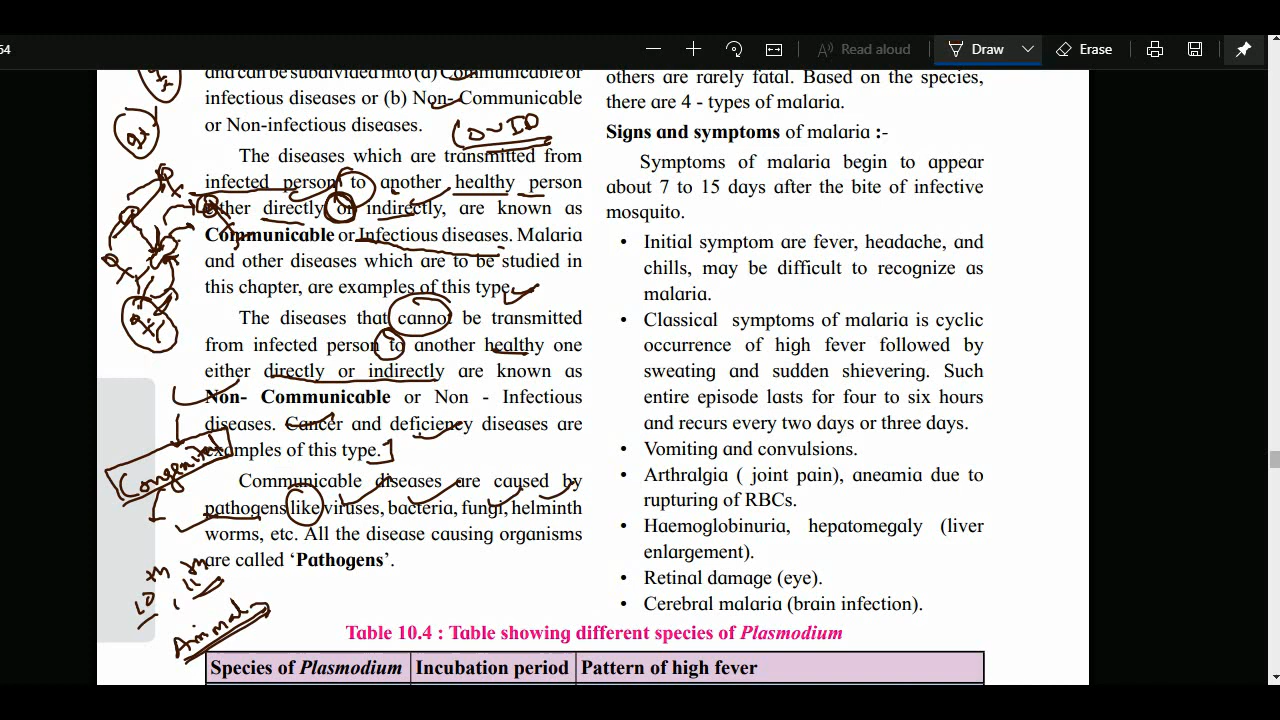 54
Read aloud
Draw
Erase
and can be subdivided into (a) Communicable or
infectious diseases or (b) Non- Communicable
or Non-infectious diseases.
The diseases which are transmitted from
infected person to another healthy person
either directly or indirectly, are known as
Communicable or Infectious diseases. Malaria
and other diseases which are to be studied in
this chapter, are examples of this type.
The diseases that cannot be transmitted
from infected person to another healthy one
either directly or indirectly are known as
Non- Communicable or Non - Infectious
diseases. Cancer and deficiency diseases are
examples of this type.
Congenital
Communicable diseases are caused by
pathogens like viruses, bacteria, fungi, helminth
worms, etc. All the disease causing organisms
are called ‘Pathogens’.
Animal
others are rarely fatal. Based on the species,
there are 4 - types of malaria.
Signs and symptoms of malaria :-
Symptoms of malaria begin to appear
about 7 to 15 days after the bite of infective
mosquito.
• Initial symptom are fever, headache, and
chills, may be difficult to recognize as
malaria.
• Classical symptoms of malaria is cyclic
occurrence of high fever followed by
sweating and sudden shievering. Such
entire episode lasts for four to six hours
and recurs every two days or three days.
• Vomiting and convulsions.
• Arthralgia ( joint pain), aneamia due to
rupturing of RBCs.
• Haemoglobinuria, hepatomegaly (liver
enlargement).
• Retinal damage (eye).
• Cerebral malaria (brain infection).
Table 10.4 : Table showing different species of Plasmodium
Species of Plasmodium Incubation period Pattern of high fever